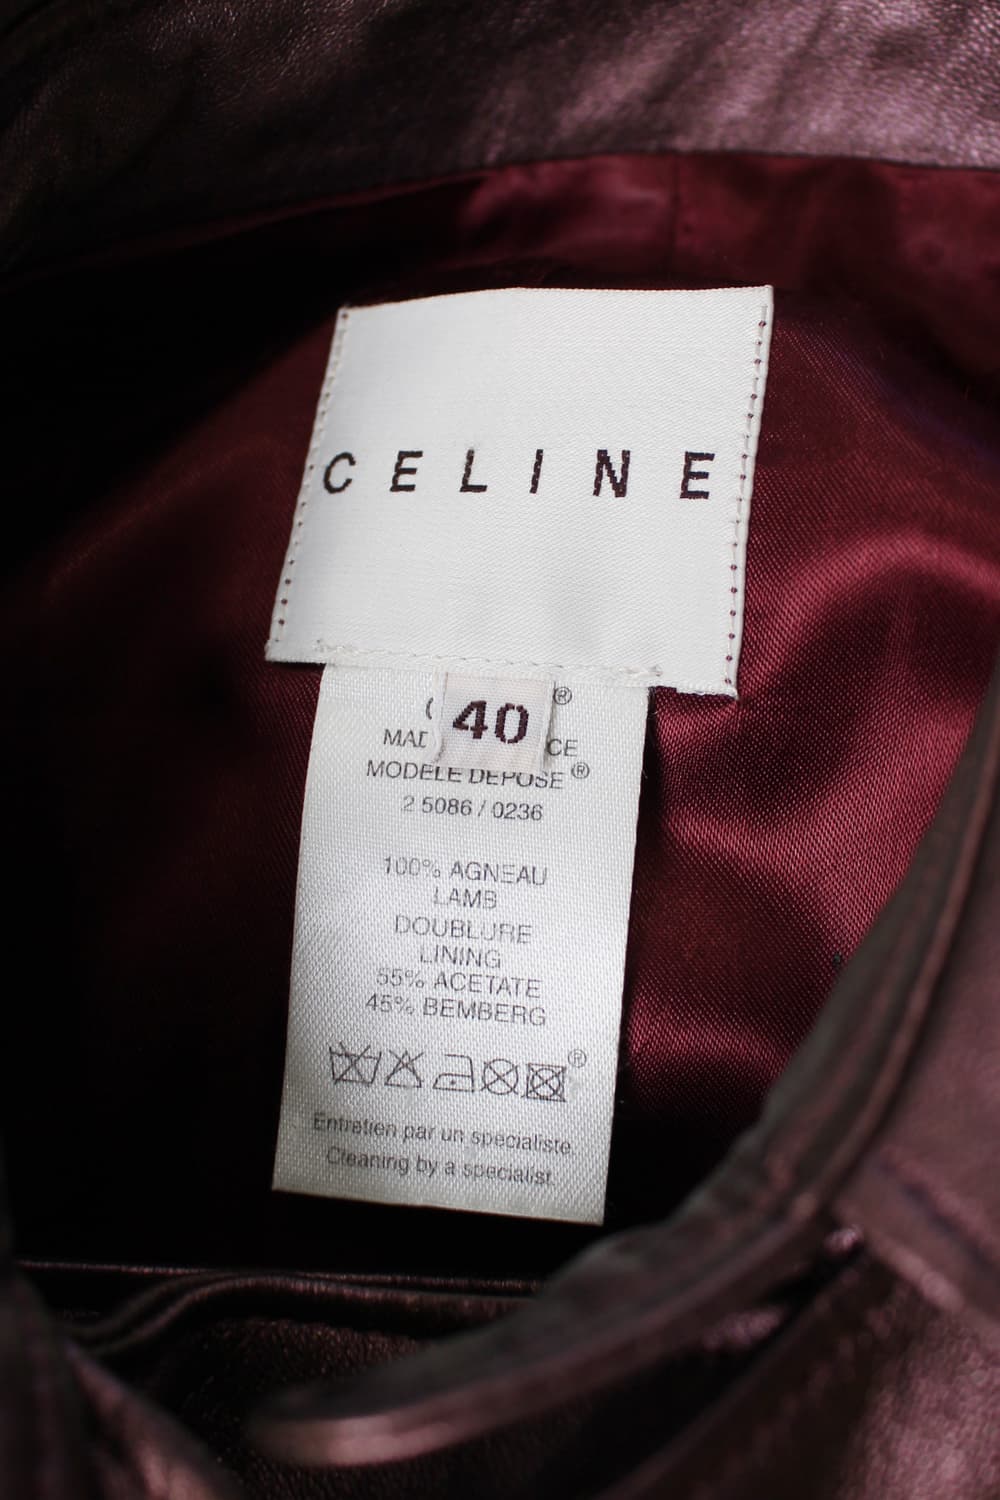 CELINE
40
®
MODELE DEPOSE ®
2 5086 / 0236
100% AGNEAU
LAMB
DOUBLURE
LINING
55% ACETATE
45% BEMBERG
®
Entretien par un specialiste.
Cleaning by a specialist.